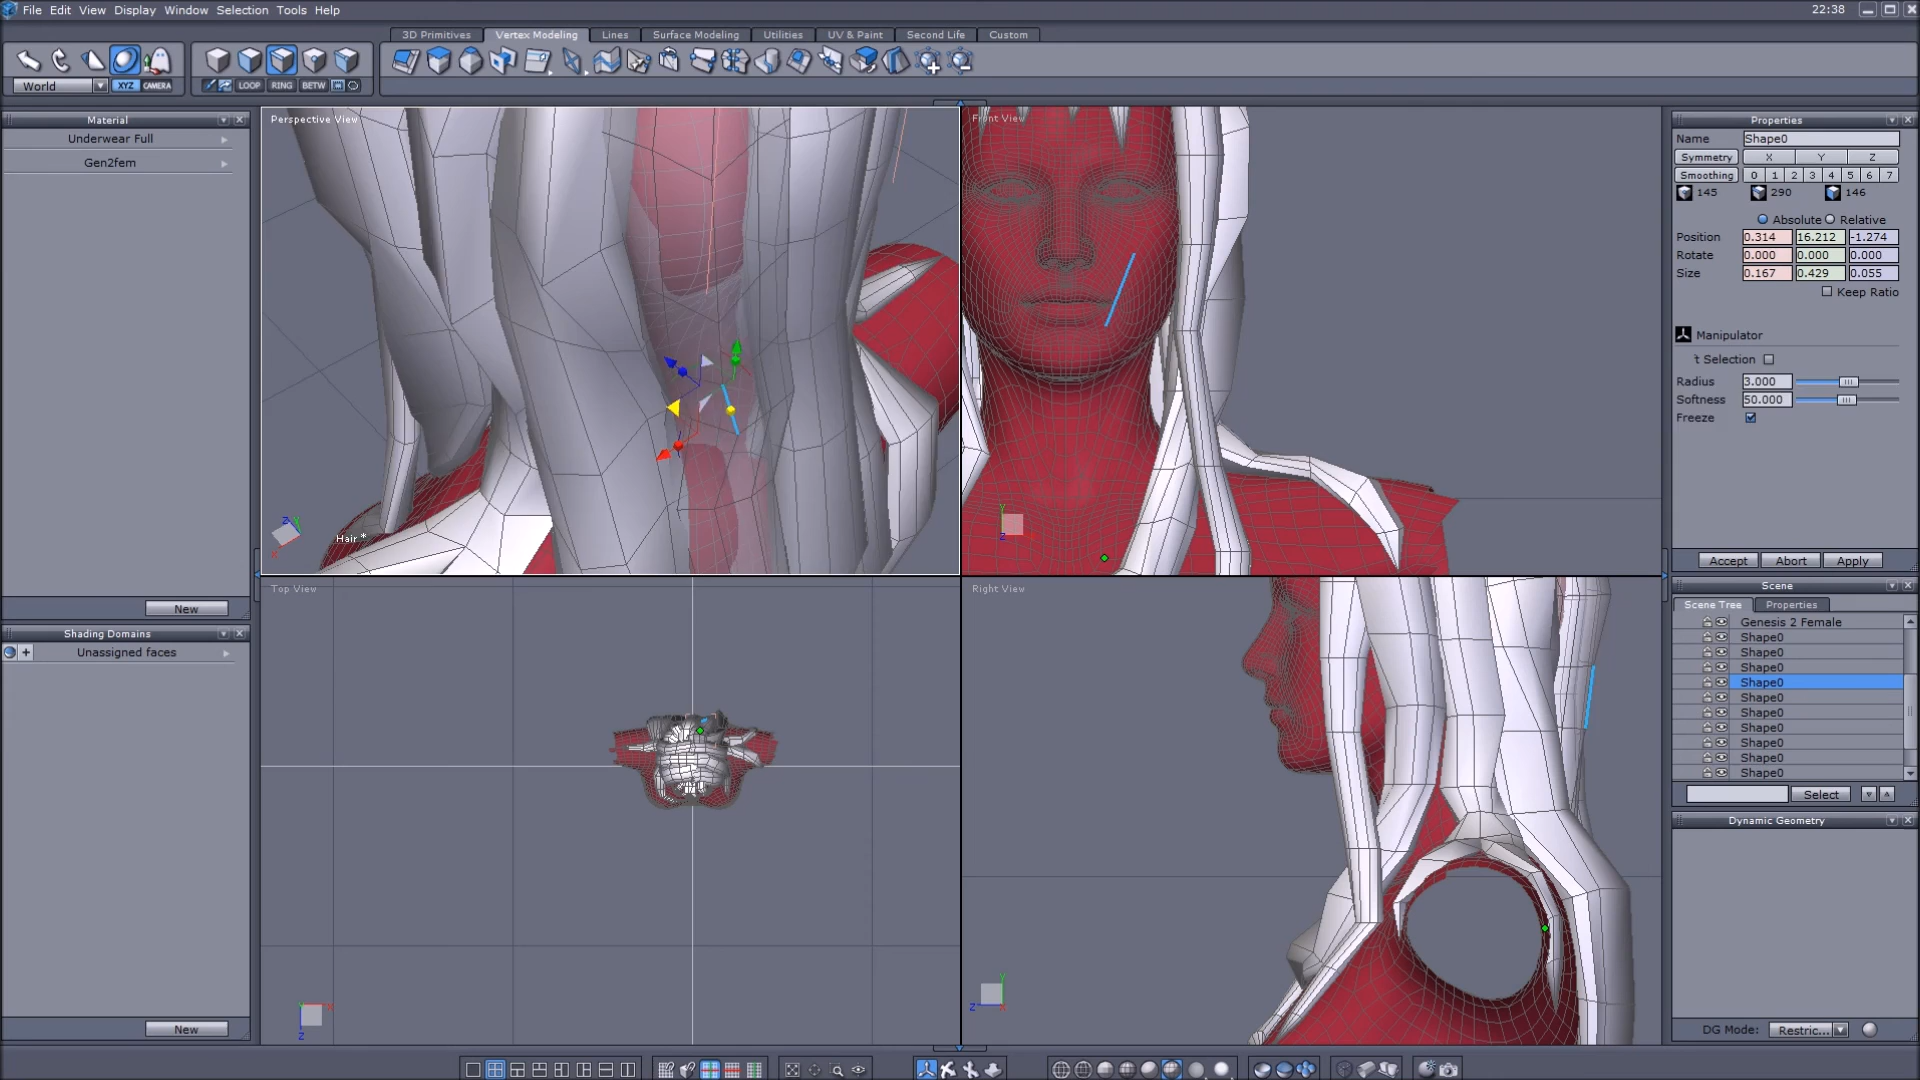 File Edit View Display Window Selection Tools Help
22:38
3D Primitives Vertex Modeling Lines Surface Modeling Utilities UV & Paint Second Life Custom
World XYZ CAMERA LOOP RING BETW
Material
Underwear Full
Gen2fem
New
Shading Domains
Unassigned faces
New
Perspective View
Hair *
Front View
Top View
Right View
Properties
Name Shape0
Symmetry X Y Z
Smoothing 0 1 2 3 4 5 6 7
145 290 146
Absolute Relative
Position 0.314 16.212 -1.274
Rotate 0.000 0.000 0.000
Size 0.167 0.429 0.055
Keep Ratio
Manipulator
t Selection
Radius 3.000
Softness 50.000
Freeze
Accept Abort Apply
Scene
Scene Tree Properties
Genesis 2 Female
Shape0
Shape0
Shape0
Shape0
Shape0
Shape0
Shape0
Shape0
Shape0
Shape0
Select
Dynamic Geometry
DG Mode: Restric...